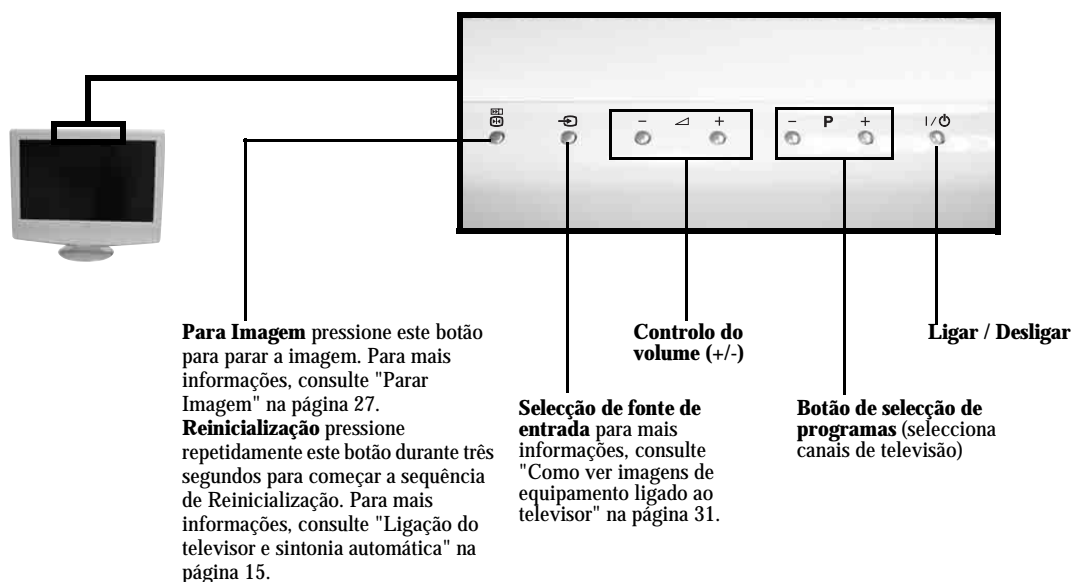 - +
- P +
I/⏻
Para Imagem pressione este botão
para parar a imagem. Para mais
informações, consulte "Parar
Imagem" na página 27.
Reinicialização pressione
repetidamente este botão durante três
segundos para começar a sequência
de Reinicialização. Para mais
informações, consulte "Ligação do
televisor e sintonia automática" na
página 15.
Selecção de fonte de
entrada para mais
informações, consulte
"Como ver imagens de
equipamento ligado ao
televisor" na página 31.
Controlo do
volume (+/-)
Botão de selecção de
programas (selecciona
canais de televisão)
Ligar / Desligar